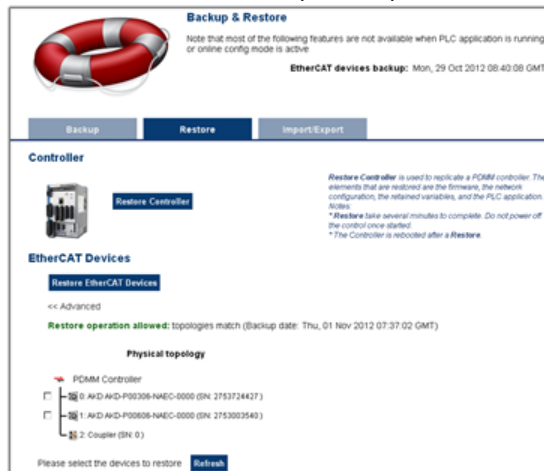 Backup & Restore
Note that most of the following features are not available when PLC application is running
or online config mode is active
EtherCAT devices backup: Mon, 29 Oct 2012 08:40:08 GMT
Backup
Restore
Import/Export
Controller
Restore Controller
Restore Controller is used to replicate a PDMM controller. The
elements that are restored are the firmware, the network
configuration, the retained variables, and the PLC application.
Notes:
* Restore take several minutes to complete. Do not power off
the control once started.
* The Controller is rebooted after a Restore.
EtherCAT Devices
Restore EtherCAT Devices
<< Advanced
Restore operation allowed: topologies match (Backup date: Thu, 01 Nov 2012 07:37:02 GMT)
Physical topology
PDMM Controller
0: AKD AKD-P00306-NAEC-0000 (SN: 2753724427 )
1: AKD AKD-P00606-NAEC-0000 (SN: 2753003540 )
2: Coupler (SN: 0 )
Please select the devices to restore
Refresh